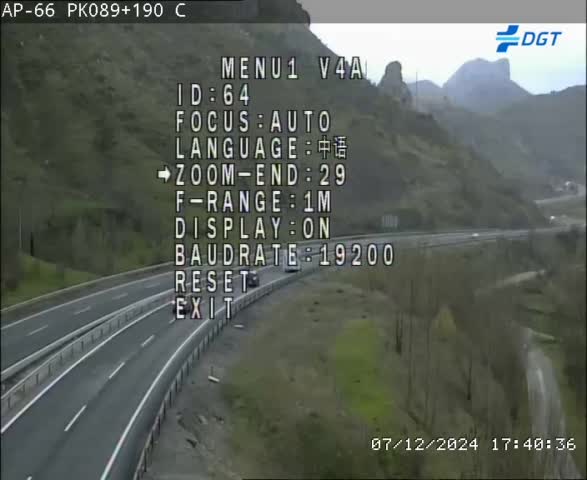 AP-66 PK089+190 C
DGT
MENU1 V4A
ID:64
FOCUS:AUTO
LANGUAGE:中语
ZOOM-END:29
F-RANGE:1M
DISPLAY:ON
BAUDRATE:19200
RESET
EXIT
07/12/2024 17:40:36